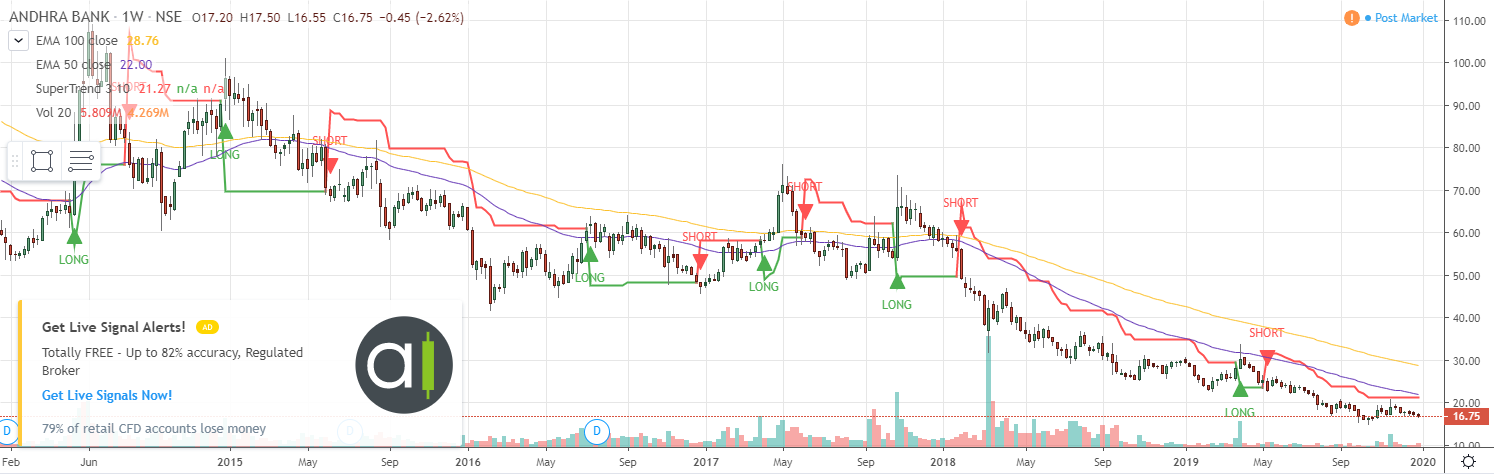 ANDHRA BANK · 1W · NSE O17.20 H17.50 L16.55 C16.75 −0.45 (−2.62%)
Post Market
EMA 100 close 28.76
EMA 50 close 22.00
SuperTrend 3 10 21.27 n/a n/a
Vol 20 5.809M 4.269M
110.00
100.00
90.00
80.00
70.00
60.00
50.00
40.00
30.00
20.00
16.75
10.00
SHORT
LONG
LONG
SHORT
LONG
SHORT
LONG
SHORT
LONG
SHORT
LONG
SHORT
Get Live Signal Alerts! AD
Totally FREE - Up to 82% accuracy, Regulated
Broker
Get Live Signals Now!
79% of retail CFD accounts lose money
a
D
D
D
Feb Jun 2015 May Sep 2016 May Sep 2017 May Sep 2018 May Sep 2019 May Sep 2020